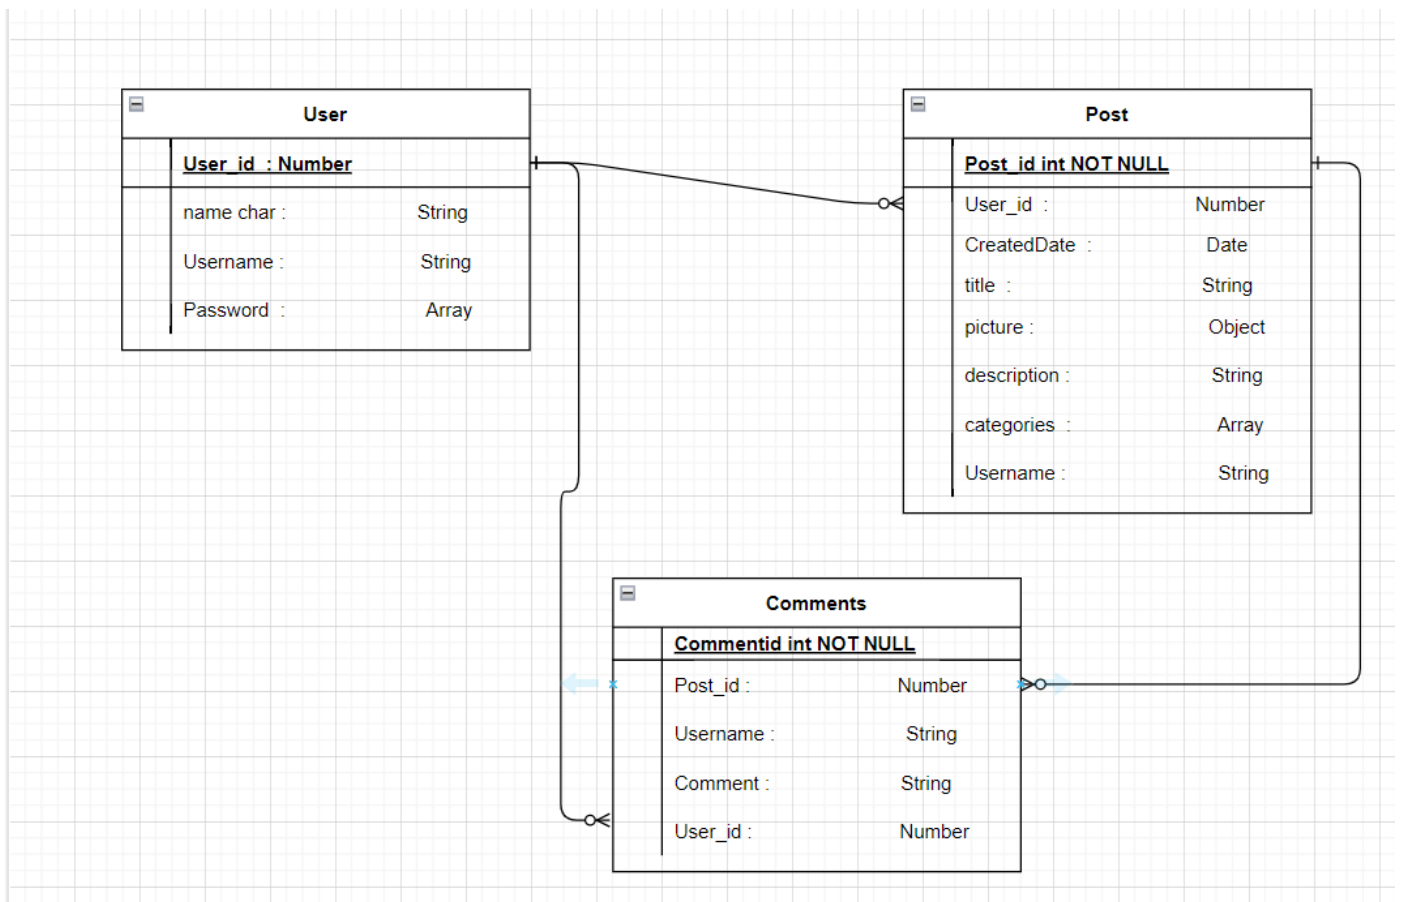 User
User_id : Number
name char : String
Username : String
Password : Array
Post
Post_id int NOT NULL
User_id : Number
CreatedDate : Date
title : String
picture : Object
description : String
categories : Array
Username : String
Comments
Commentid int NOT NULL
Post_id : Number
Username : String
Comment : String
User_id : Number